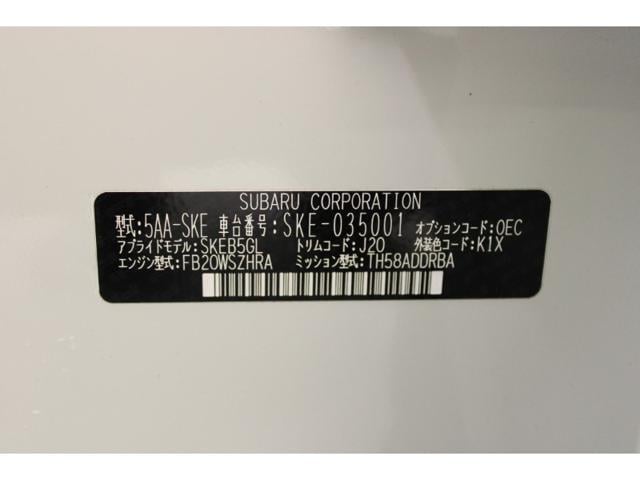 SUBARU CORPORATION
型式:5AA-SKE 車台番号:SKE-035001 オプションコード:OEC
アプライドモデル:SKEB5GL トリムコード:J20 外装色コード:K1X
エンジン型式:FB20WSZHRA ミッション型式:TH58ADDRBA